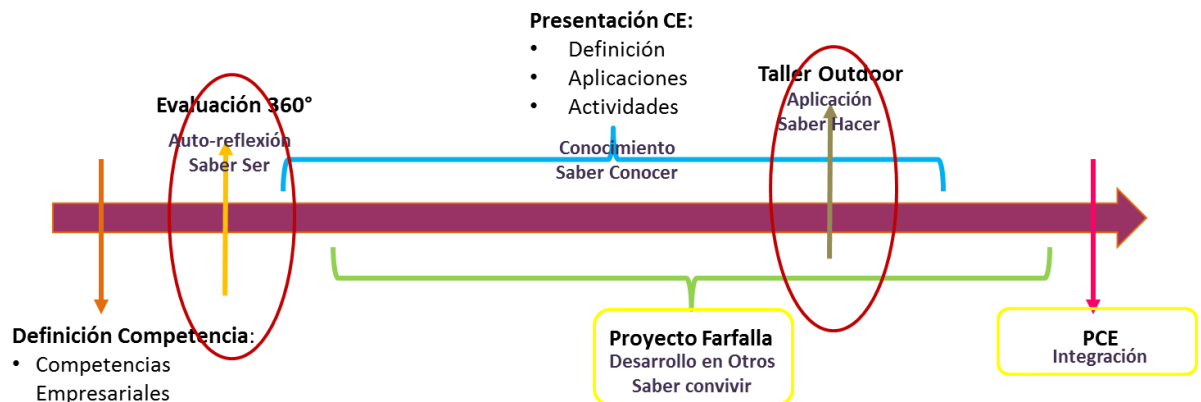 Presentación CE:
• Definición
• Aplicaciones
• Actividades
Taller Outdoor
Aplicación
Saber Hacer
Evaluación 360°
Auto-reflexión
Saber Ser
Conocimiento
Saber Conocer
Definición Competencia:
• Competencias
Empresariales
Proyecto Farfalla
Desarrollo en Otros
Saber convivir
PCE
Integración